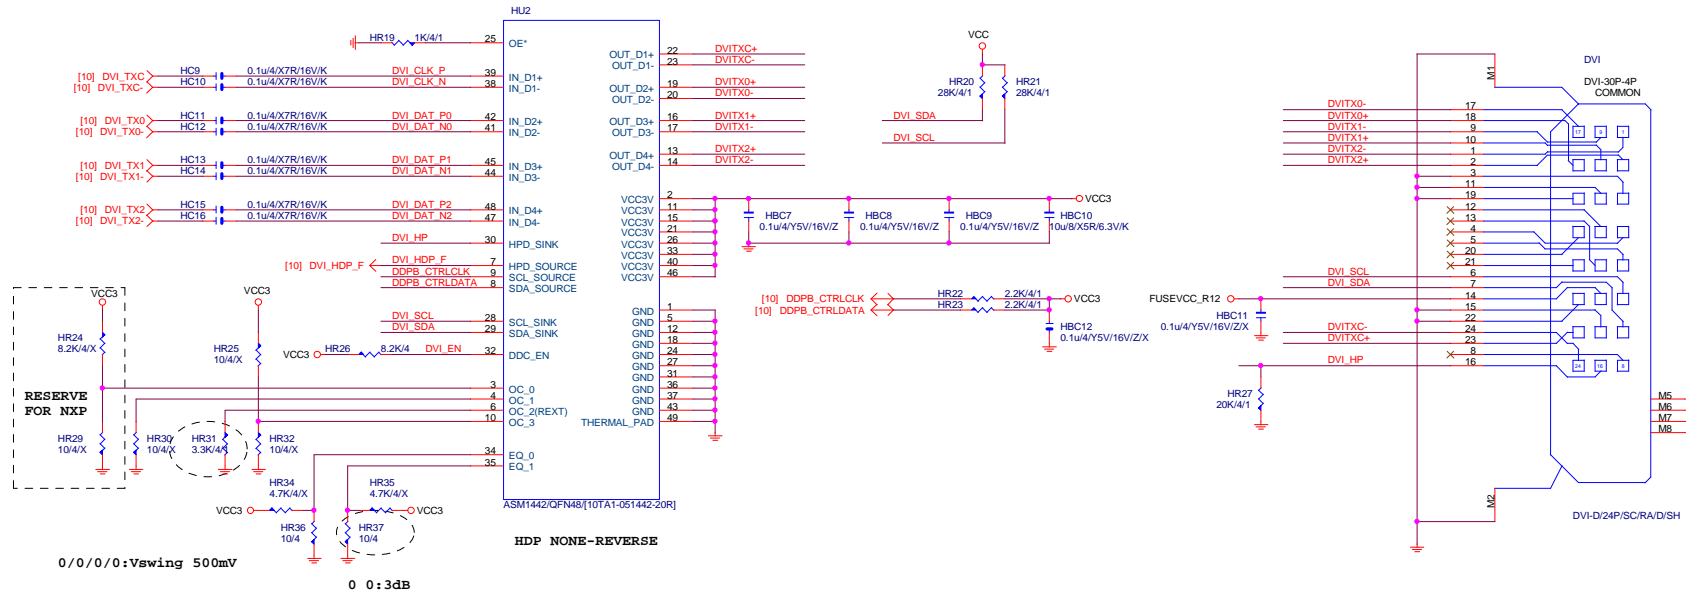 HU2
HR19 1K/4/1 25 OE*
[10] DVI_TXC HC9 0.1u/4/X7R/16V/K DVI_CLK_P 39 IN_D1+
[10] DVI_TXC- HC10 0.1u/4/X7R/16V/K DVI_CLK_N 38 IN_D1-
[10] DVI_TX0 HC11 0.1u/4/X7R/16V/K DVI_DAT_P0 42 IN_D2+
[10] DVI_TX0- HC12 0.1u/4/X7R/16V/K DVI_DAT_N0 41 IN_D2-
[10] DVI_TX1 HC13 0.1u/4/X7R/16V/K DVI_DAT_P1 45 IN_D3+
[10] DVI_TX1- HC14 0.1u/4/X7R/16V/K DVI_DAT_N1 44 IN_D3-
[10] DVI_TX2 HC15 0.1u/4/X7R/16V/K DVI_DAT_P2 48 IN_D4+
[10] DVI_TX2- HC16 0.1u/4/X7R/16V/K DVI_DAT_N2 47 IN_D4-
DVI_HP 30 HPD_SINK
[10] DVI_HDP_F DVI_HDP_F 7 HPD_SOURCE
DDPB_CTRLCLK 9 SCL_SOURCE
DDPB_CTRLDATA 8 SDA_SOURCE
DVI_SCL 28 SCL_SINK
DVI_SDA 29 SDA_SINK
VCC3 HR26 8.2K/4 DVI_EN 32 DDC_EN
3 OC_0
4 OC_1
6 OC_2(REXT)
10 OC_3
34 EQ_0
35 EQ_1
VCC3
HR24
8.2K/4/X
RESERVE
FOR NXP
HR29
10/4/X
VCC3
HR25
10/4/X
HR30
10/4/X
HR31
3.3K/4/1
HR32
10/4/X
HR34
4.7K/4/X
VCC3
HR35
4.7K/4/X
VCC3
HR36
10/4
HR37
10/4
0/0/0/0:Vswing 500mV
0 0:3dB
OUT_D1+ 22 DVITXC+
OUT_D1- 23 DVITXC-
OUT_D2+ 19 DVITX0+
OUT_D2- 20 DVITX0-
OUT_D3+ 16 DVITX1+
OUT_D3- 17 DVITX1-
OUT_D4+ 13 DVITX2+
OUT_D4- 14 DVITX2-
VCC3V 2
VCC3V 11
VCC3V 15
VCC3V 21
VCC3V 26
VCC3V 33
VCC3V 40
VCC3V 46
GND 1
GND 5
GND 12
GND 18
GND 24
GND 27
GND 31
GND 36
GND 37
GND 43
THERMAL_PAD 49
ASM1442/QFN48/[10TA1-051442-20R]
HDP NONE-REVERSE
VCC
HR20
28K/4/1
HR21
28K/4/1
DVI_SDA
DVI_SCL
VCC3
HBC7
0.1u/4/Y5V/16V/Z
HBC8
0.1u/4/Y5V/16V/Z
HBC9
0.1u/4/Y5V/16V/Z
HBC10
10u/8/X5R/6.3V/K
[10] DDPB_CTRLCLK HR22 2.2K/4/1 VCC3
[10] DDPB_CTRLDATA HR23 2.2K/4/1
HBC12
0.1u/4/Y5V/16V/Z/X
DVI
DVI-30P-4P
COMMON
M1
DVITX0- 17
DVITX0+ 18
DVITX1- 9
DVITX1+ 10
DVITX2- 1
DVITX2+ 2
3
11
19
12
13
4
5
20
21
DVI_SCL 6
DVI_SDA 7
FUSEVCC_R12 14
15
22
DVITXC- 24
DVITXC+ 23
8
DVI_HP 16
HBC11
0.1u/4/Y5V/16V/Z/X
HR27
20K/4/1
17 9 1
24 16 8
M5
M6
M7
M8
M2
DVI-D/24P/SC/RA/D/SH